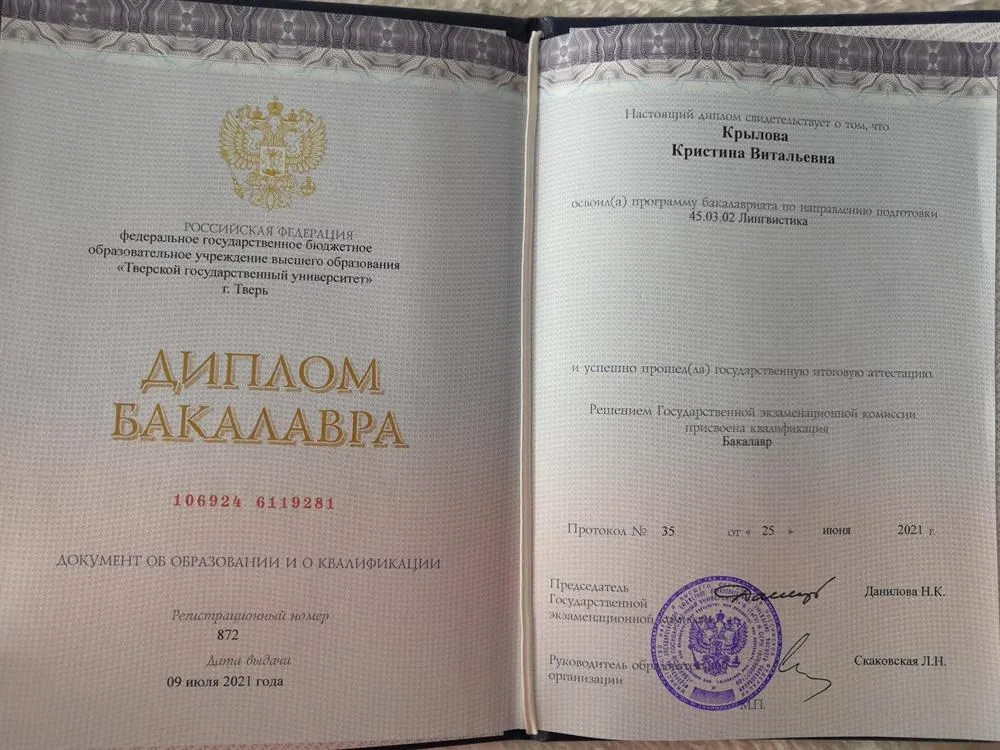 РОССИЙСКАЯ ФЕДЕРАЦИЯ
федеральное государственное бюджетное
образовательное учреждение высшего образования
«Тверской государственный университет»
г. Тверь
ДИПЛОМ
БАКАЛАВРА
106924 6119281
ДОКУМЕНТ ОБ ОБРАЗОВАНИИ И О КВАЛИФИКАЦИИ
Регистрационный номер
872
Дата выдачи
09 июля 2021 года
Настоящий диплом свидетельствует о том, что
Крылова
Кристина Витальевна
освоил(а) программу бакалавриата по направлению подготовки
45.03.02 Лингвистика
и успешно прошел(ла) государственную итоговую аттестацию.
Решением Государственной экзаменационной комиссии
присвоена квалификация
Бакалавр
Протокол № 35 от « 25 » июня 2021 г.
Председатель
Государственной
экзаменационной комиссии
Данилова Н.К.
Руководитель образовательной
организации
Скаковская Л.Н.
М.П.